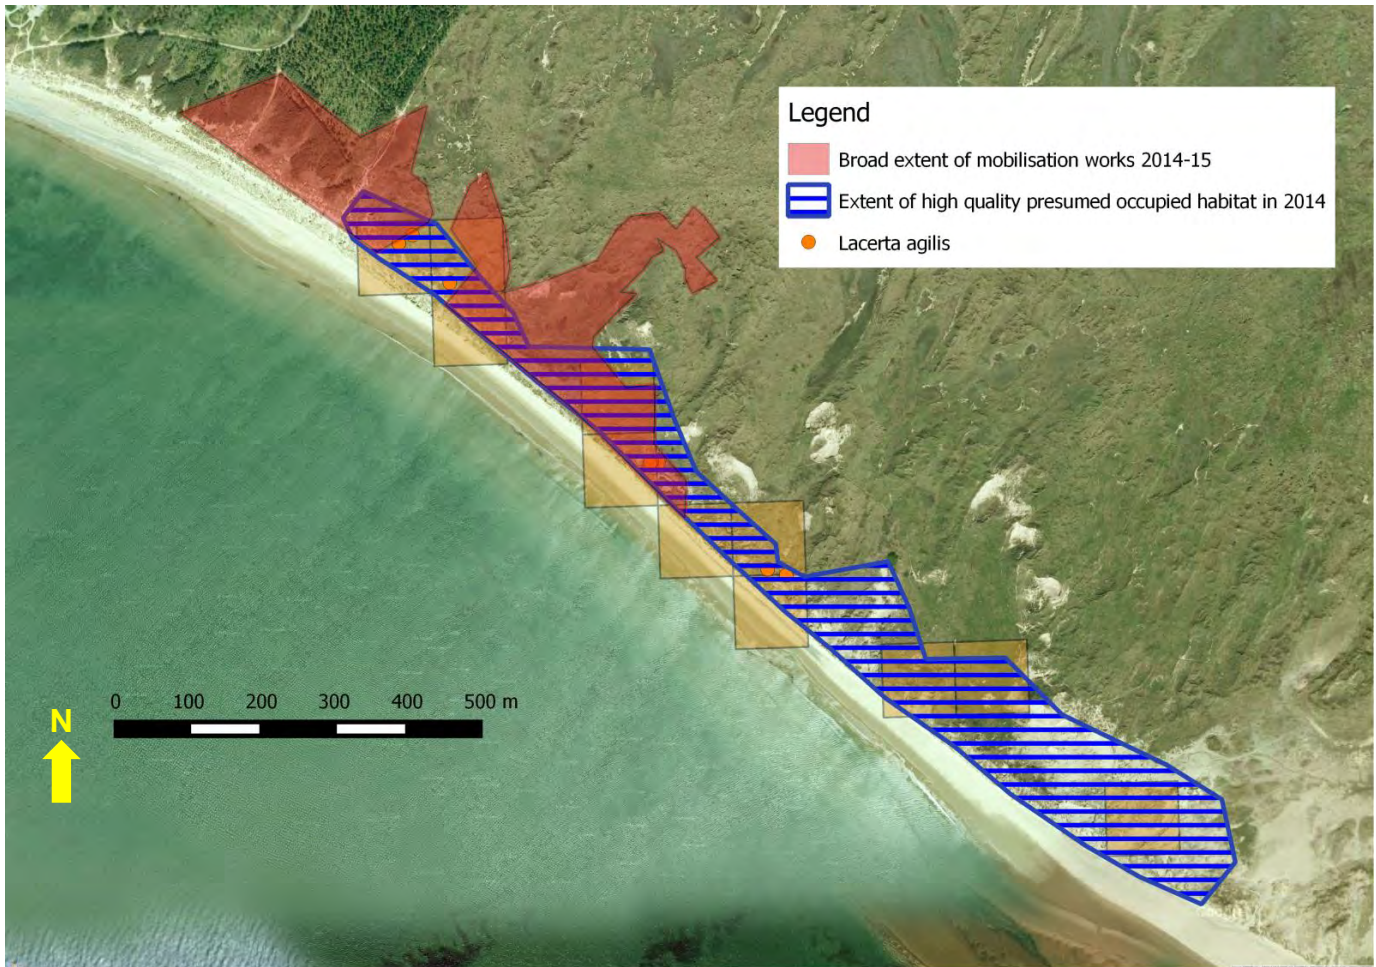 Legend
Broad extent of mobilisation works 2014-15
Extent of high quality presumed occupied habitat in 2014
Lacerta agilis
0 100 200 300 400 500 m
N